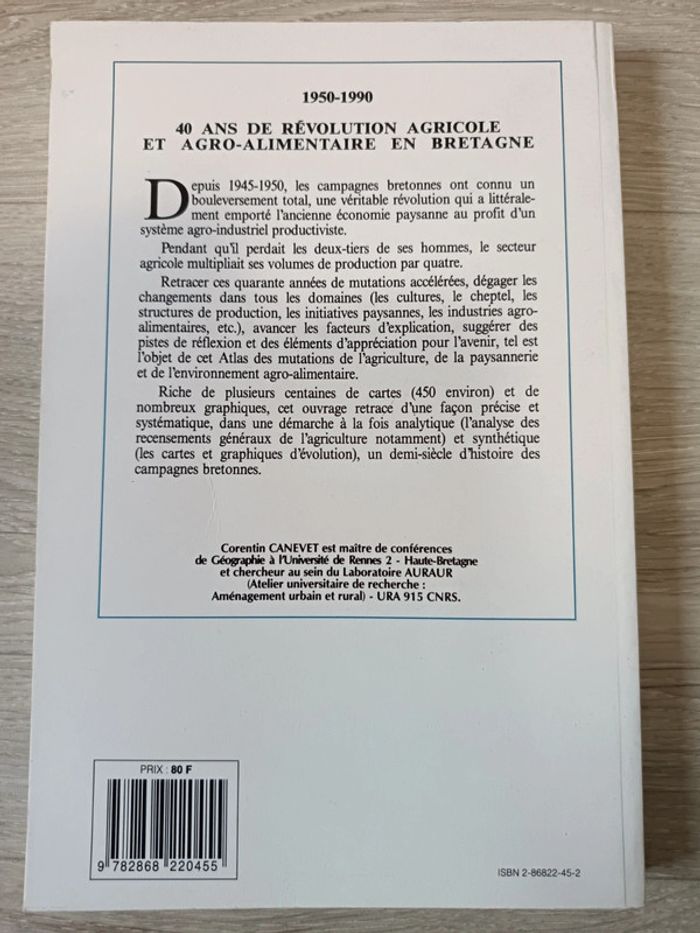 1950-1990
40 ANS DE RÉVOLUTION AGRICOLE
ET AGRO-ALIMENTAIRE EN BRETAGNE
Depuis 1945-1950, les campagnes bretonnes ont connu un
bouleversement total, une véritable révolution qui a littérale-
ment emporté l'ancienne économie paysanne au profit d'un
système agro-industriel productiviste.
Pendant qu'il perdait les deux-tiers de ses hommes, le secteur
agricole multipliait ses volumes de production par quatre.
Retracer ces quarante années de mutations accélérées, dégager les
changements dans tous les domaines (les cultures, le cheptel, les
structures de production, les initiatives paysannes, les industries agro-
alimentaires, etc.), avancer les facteurs d'explication, suggérer des
pistes de réflexion et des éléments d'appréciation pour l'avenir, tel est
l'objet de cet Atlas des mutations de l'agriculture, de la paysannerie
et de l'environnement agro-alimentaire.
Riche de plusieurs centaines de cartes (450 environ) et de
nombreux graphiques, cet ouvrage retrace d'une façon précise et
systématique, dans une démarche à la fois analytique (l'analyse des
recensements généraux de l'agriculture notamment) et synthétique
(les cartes et graphiques d'évolution), un demi-siècle d'histoire des
campagnes bretonnes.
Corentin CANEVET est maître de conférences
de Géographie à l'Université de Rennes 2 - Haute-Bretagne
et chercheur au sein du Laboratoire AURAUR
(Atelier universitaire de recherche :
Aménagement urbain et rural) - URA 915 CNRS.
PRIX : 80 F
9 782868 220455
ISBN 2-86822-45-2